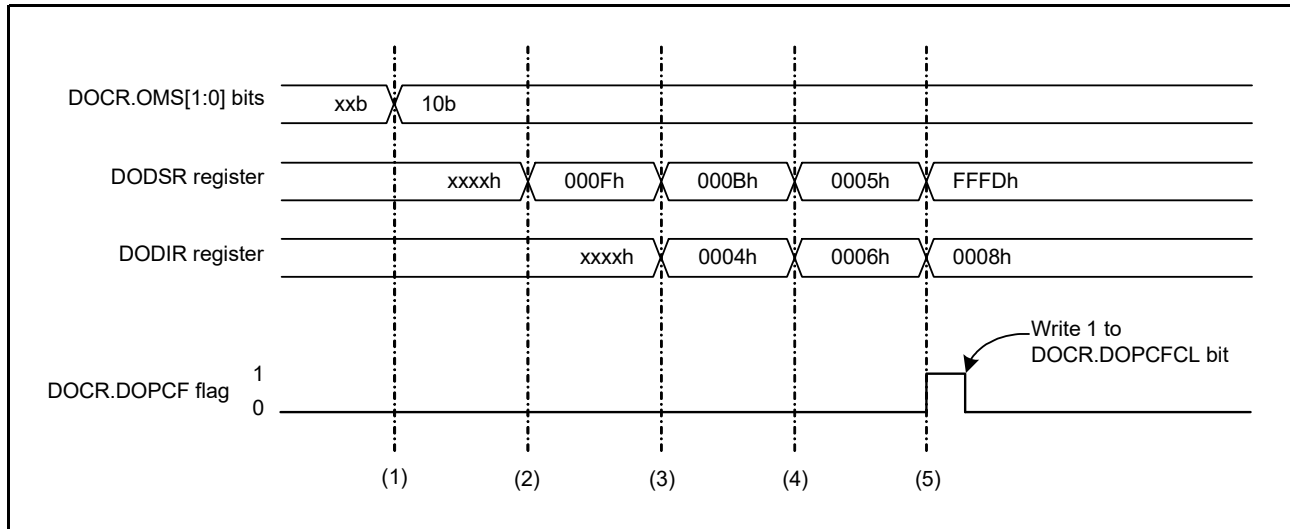 DOCR.OMS[1:0] bits
xxb
10b
DODSR register
xxxxh
000Fh
000Bh
0005h
FFFDh
DODIR register
xxxxh
0004h
0006h
0008h
Write 1 to
DOCR.DOPCFCL bit
DOCR.DOPCF flag
1
0
(1)
(2)
(3)
(4)
(5)